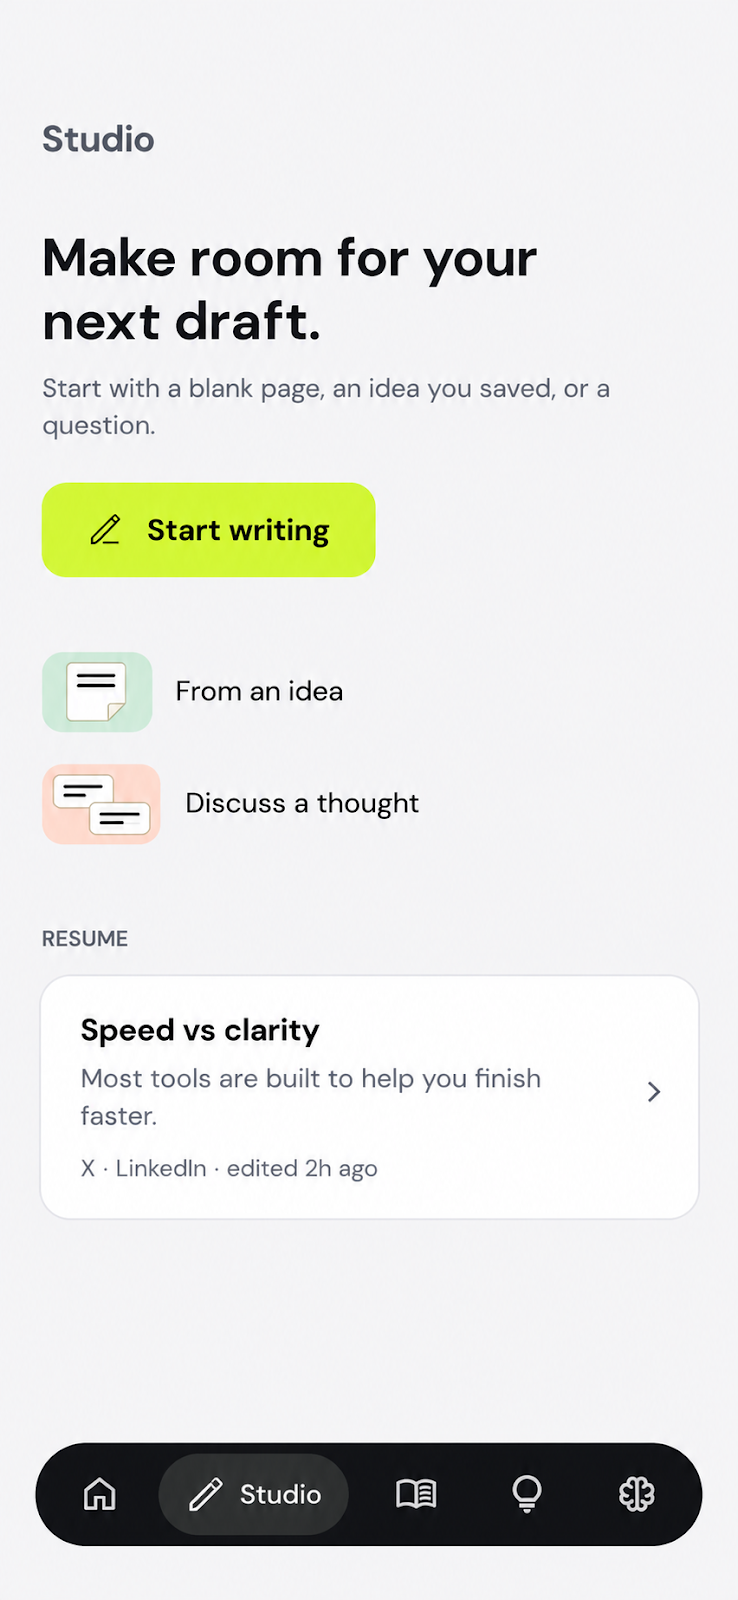 Studio
Make room for your
next draft.
Start with a blank page, an idea you saved, or a
question.
Start writing
From an idea
Discuss a thought
RESUME
Speed vs clarity
Most tools are built to help you finish
faster.
X · LinkedIn · edited 2h ago
Studio